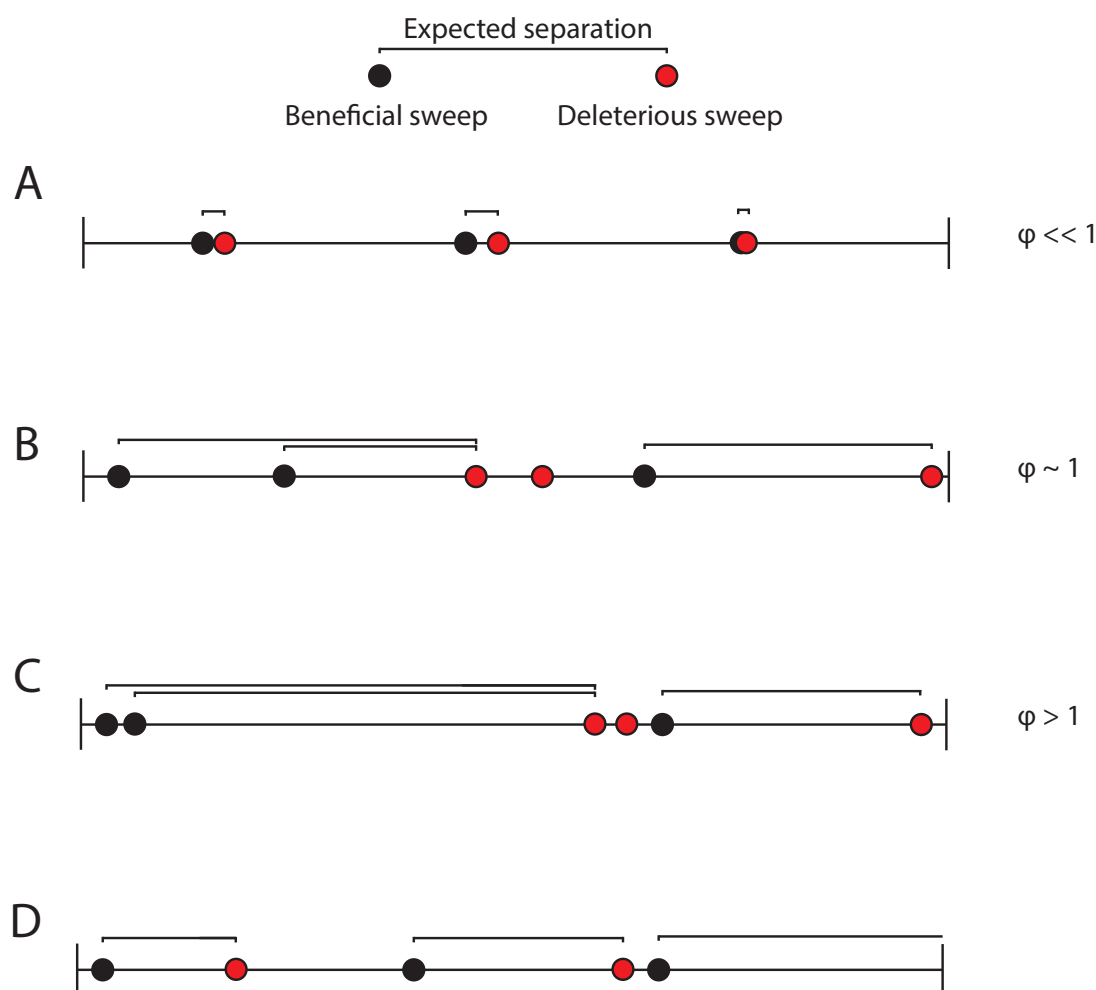 Expected separation
Beneficial sweep Deleterious sweep
A
φ << 1
B
φ ~ 1
C
φ > 1
D